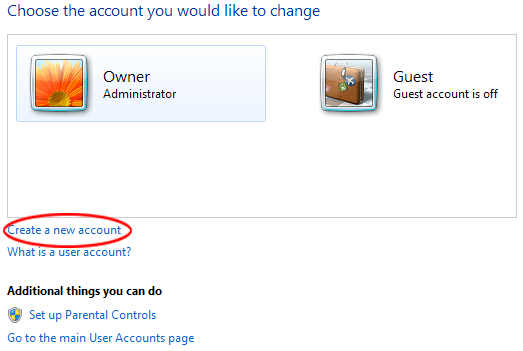 Choose the account you would like to change
Owner
Administrator
Guest
Guest account is off
Create a new account
What is a user account?
Additional things you can do
Set up Parental Controls
Go to the main User Accounts page